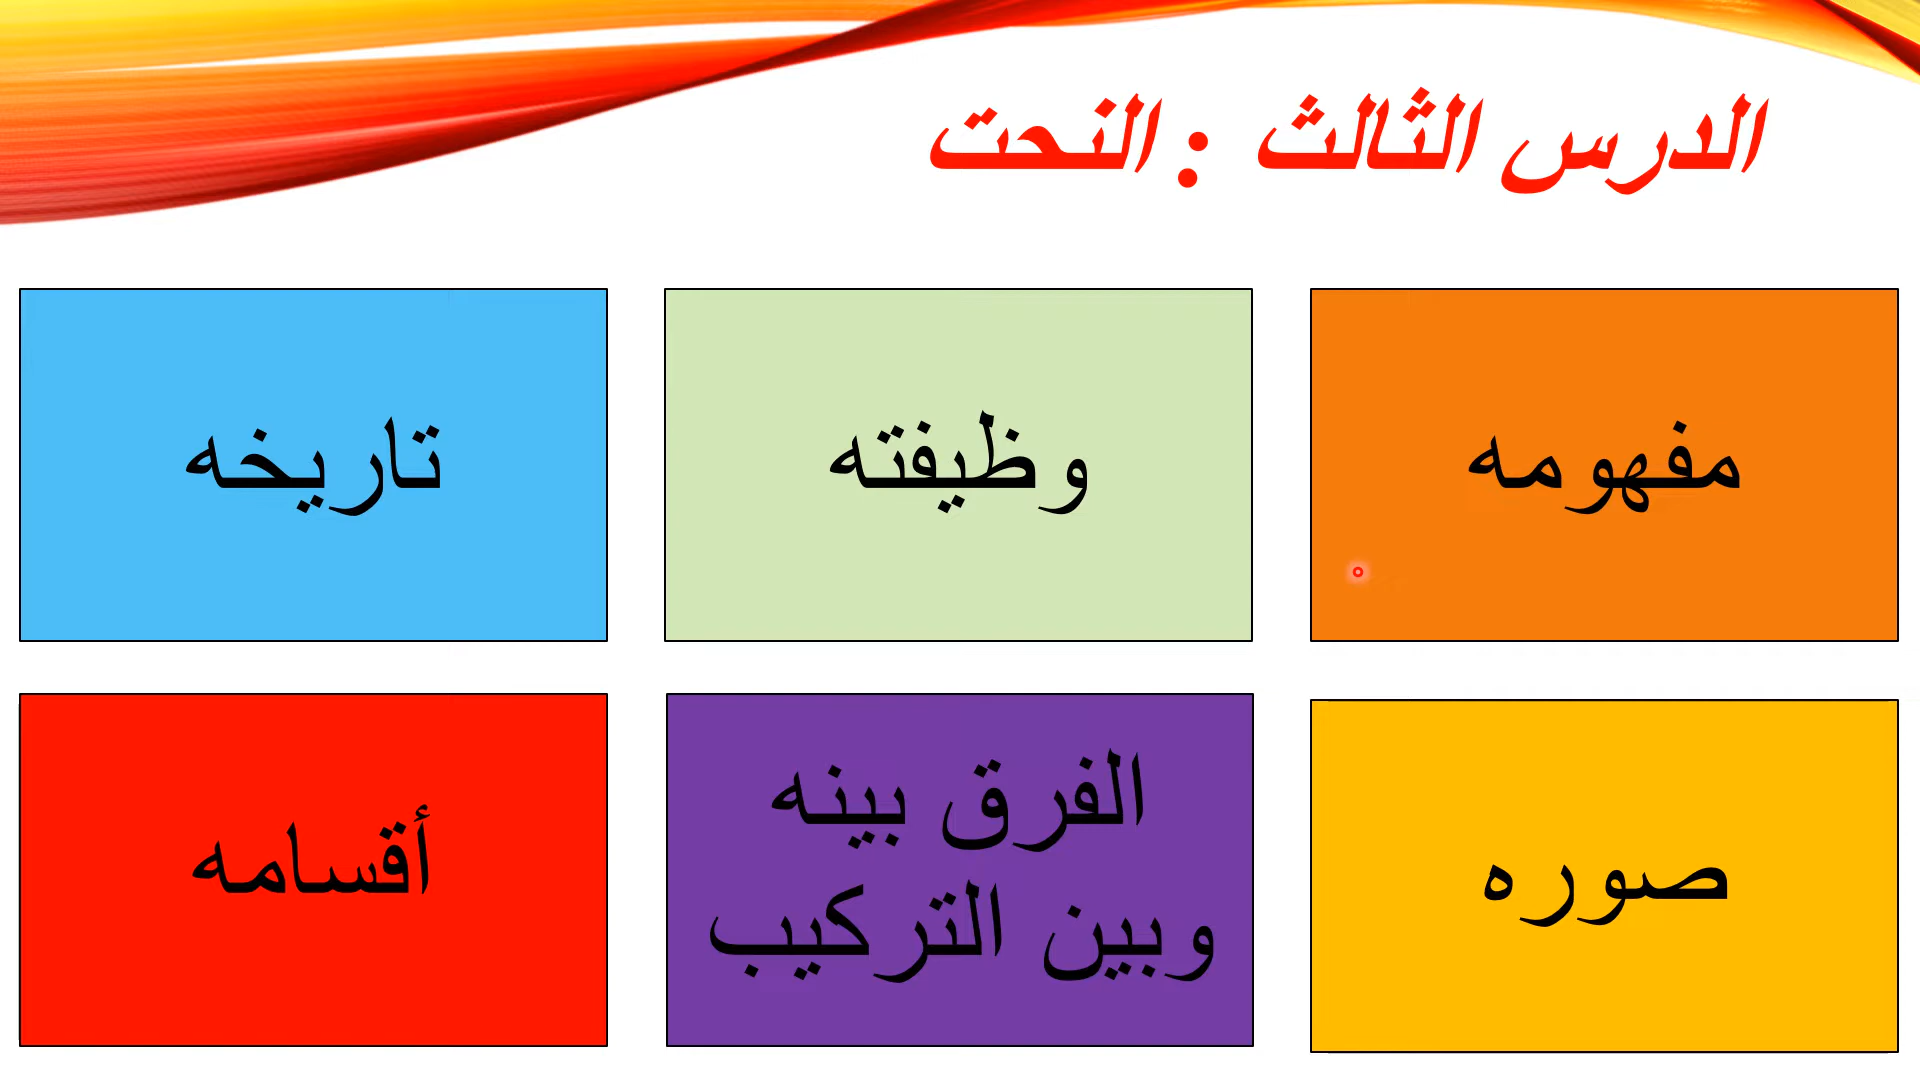 الدرس الثالث : النحت
مفهومه
وظيفته
تاريخه
صوره
الفرق بينه
وبين التركيب
أقسامه